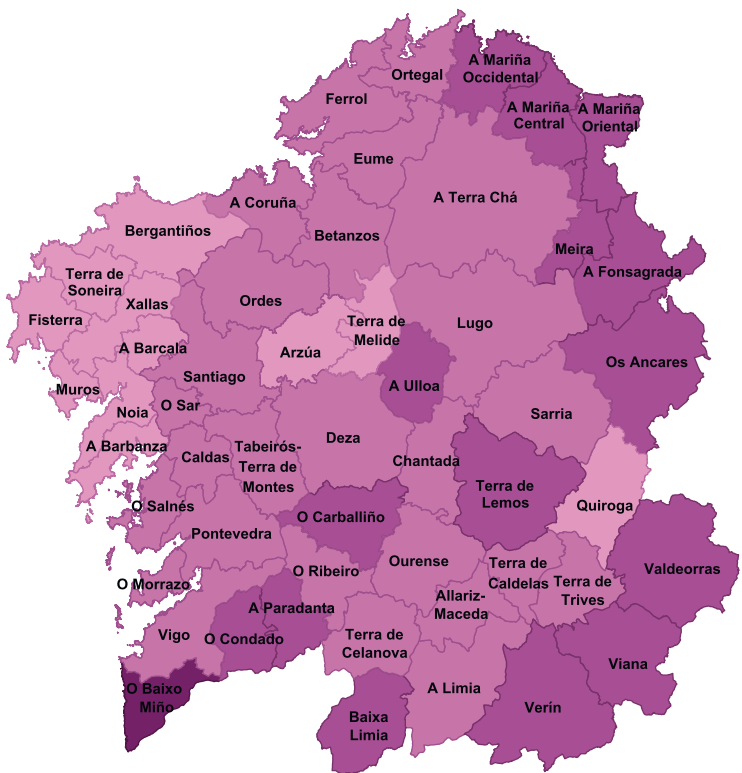 Ortegal
A Mariña
Occidental
Ferrol
A Mariña
Central
A Mariña
Oriental
Eume
A Coruña
A Terra Chá
Bergantiños
Betanzos
Meira
A Fonsagrada
Terra de
Soneira
Xallas
Ordes
Fisterra
Terra de
Melide
Lugo
A Barcala
Arzúa
Os Ancares
Santiago
A Ulloa
Muros
Noia
O Sar
Sarria
A Barbanza
Caldas
Tabeirós-
Terra de
Montes
Deza
Chantada
Terra de
Lemos
Quiroga
O Salnés
O Carballiño
Pontevedra
O Morrazo
O Ribeiro
Ourense
Terra de
Caldelas
Terra de
Trives
Valdeorras
Allariz-
Maceda
A Paradanta
Vigo
O Condado
Terra de
Celanova
Viana
O Baixo
Miño
A Limia
Verín
Baixa
Limia